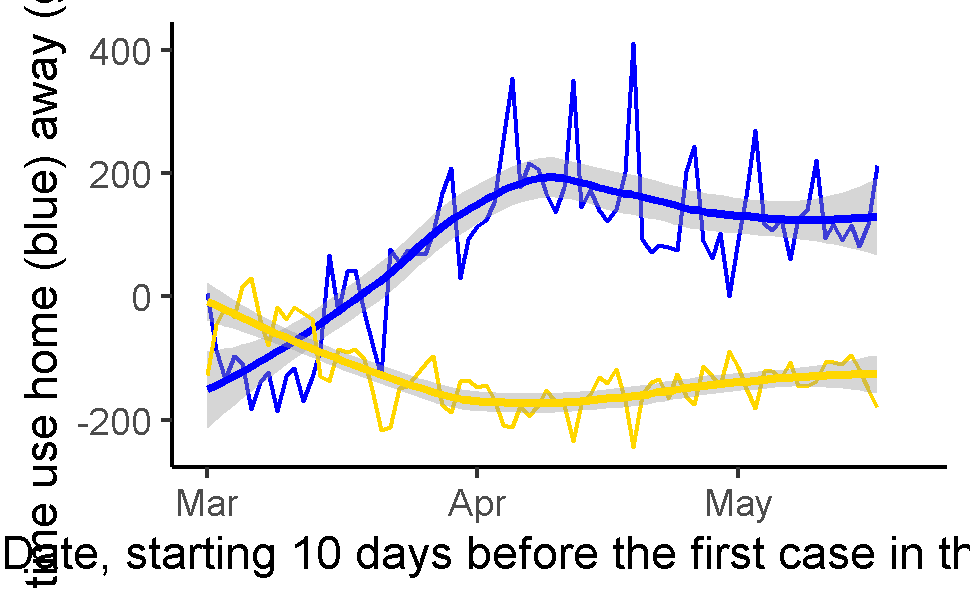 time use home (blue) away (
400
200
0
-200
Mar Apr May
Date, starting 10 days before the first case in th